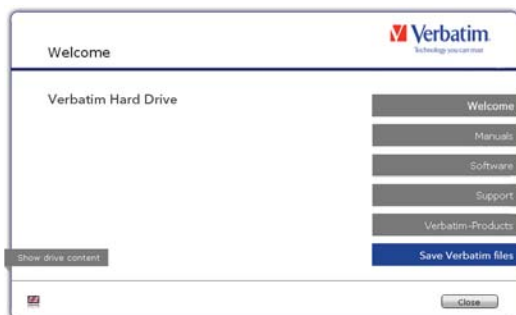 Verbatim
Technology you can trust
Welcome
Verbatim Hard Drive
Welcome
Manuals
Software
Support
Verbatim-Products
Show drive content
Save Verbatim files
Close